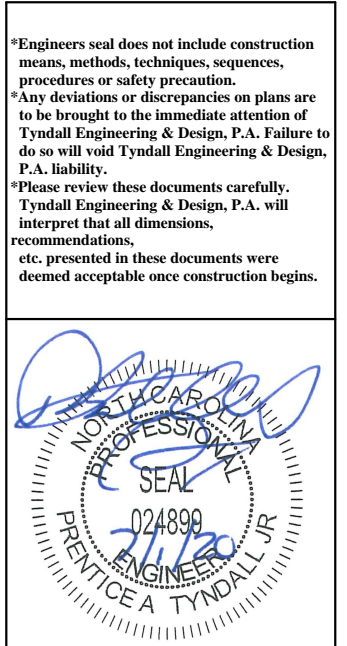 *Engineers seal does not include construction
means, methods, techniques, sequences,
procedures or safety precaution.
*Any deviations or discrepancies on plans are
to be brought to the immediate attention of
Tyndall Engineering & Design, P.A. Failure to
do so will void Tyndall Engineering & Design,
P.A. liability.
*Please review these documents carefully.
Tyndall Engineering & Design, P.A. will
interpret that all dimensions,
recommendations,
etc. presented in these documents were
deemed acceptable once construction begins.
NORTH CAROLINA
PROFESSIONAL
SEAL
024899
7/1/20
ENGINEER
PRENTICE A TYNDALL JR